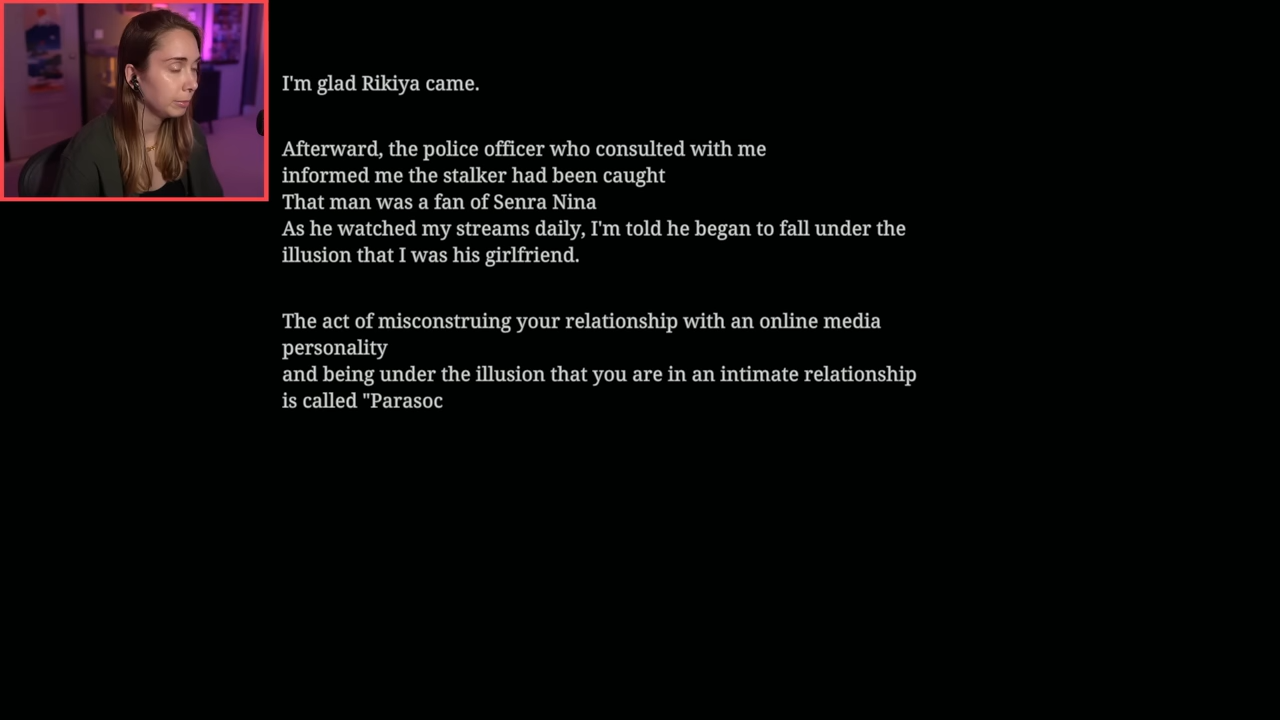 I'm glad Rikiya came.
Afterward, the police officer who consulted with me
informed me the stalker had been caught
That man was a fan of Senra Nina
As he watched my streams daily, I'm told he began to fall under the
illusion that I was his girlfriend.
The act of misconstruing your relationship with an online media
personality
and being under the illusion that you are in an intimate relationship
is called "Parasoc